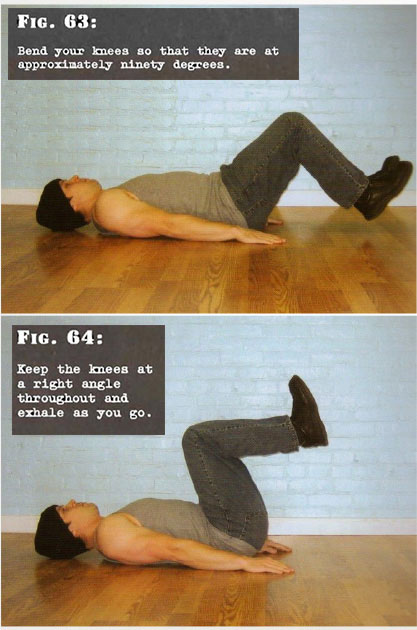 Fig. 63:
Bend your knees so that they are at
approximately ninety degrees.
Fig. 64:
Keep the knees at
a right angle
throughout and
exhale as you go.